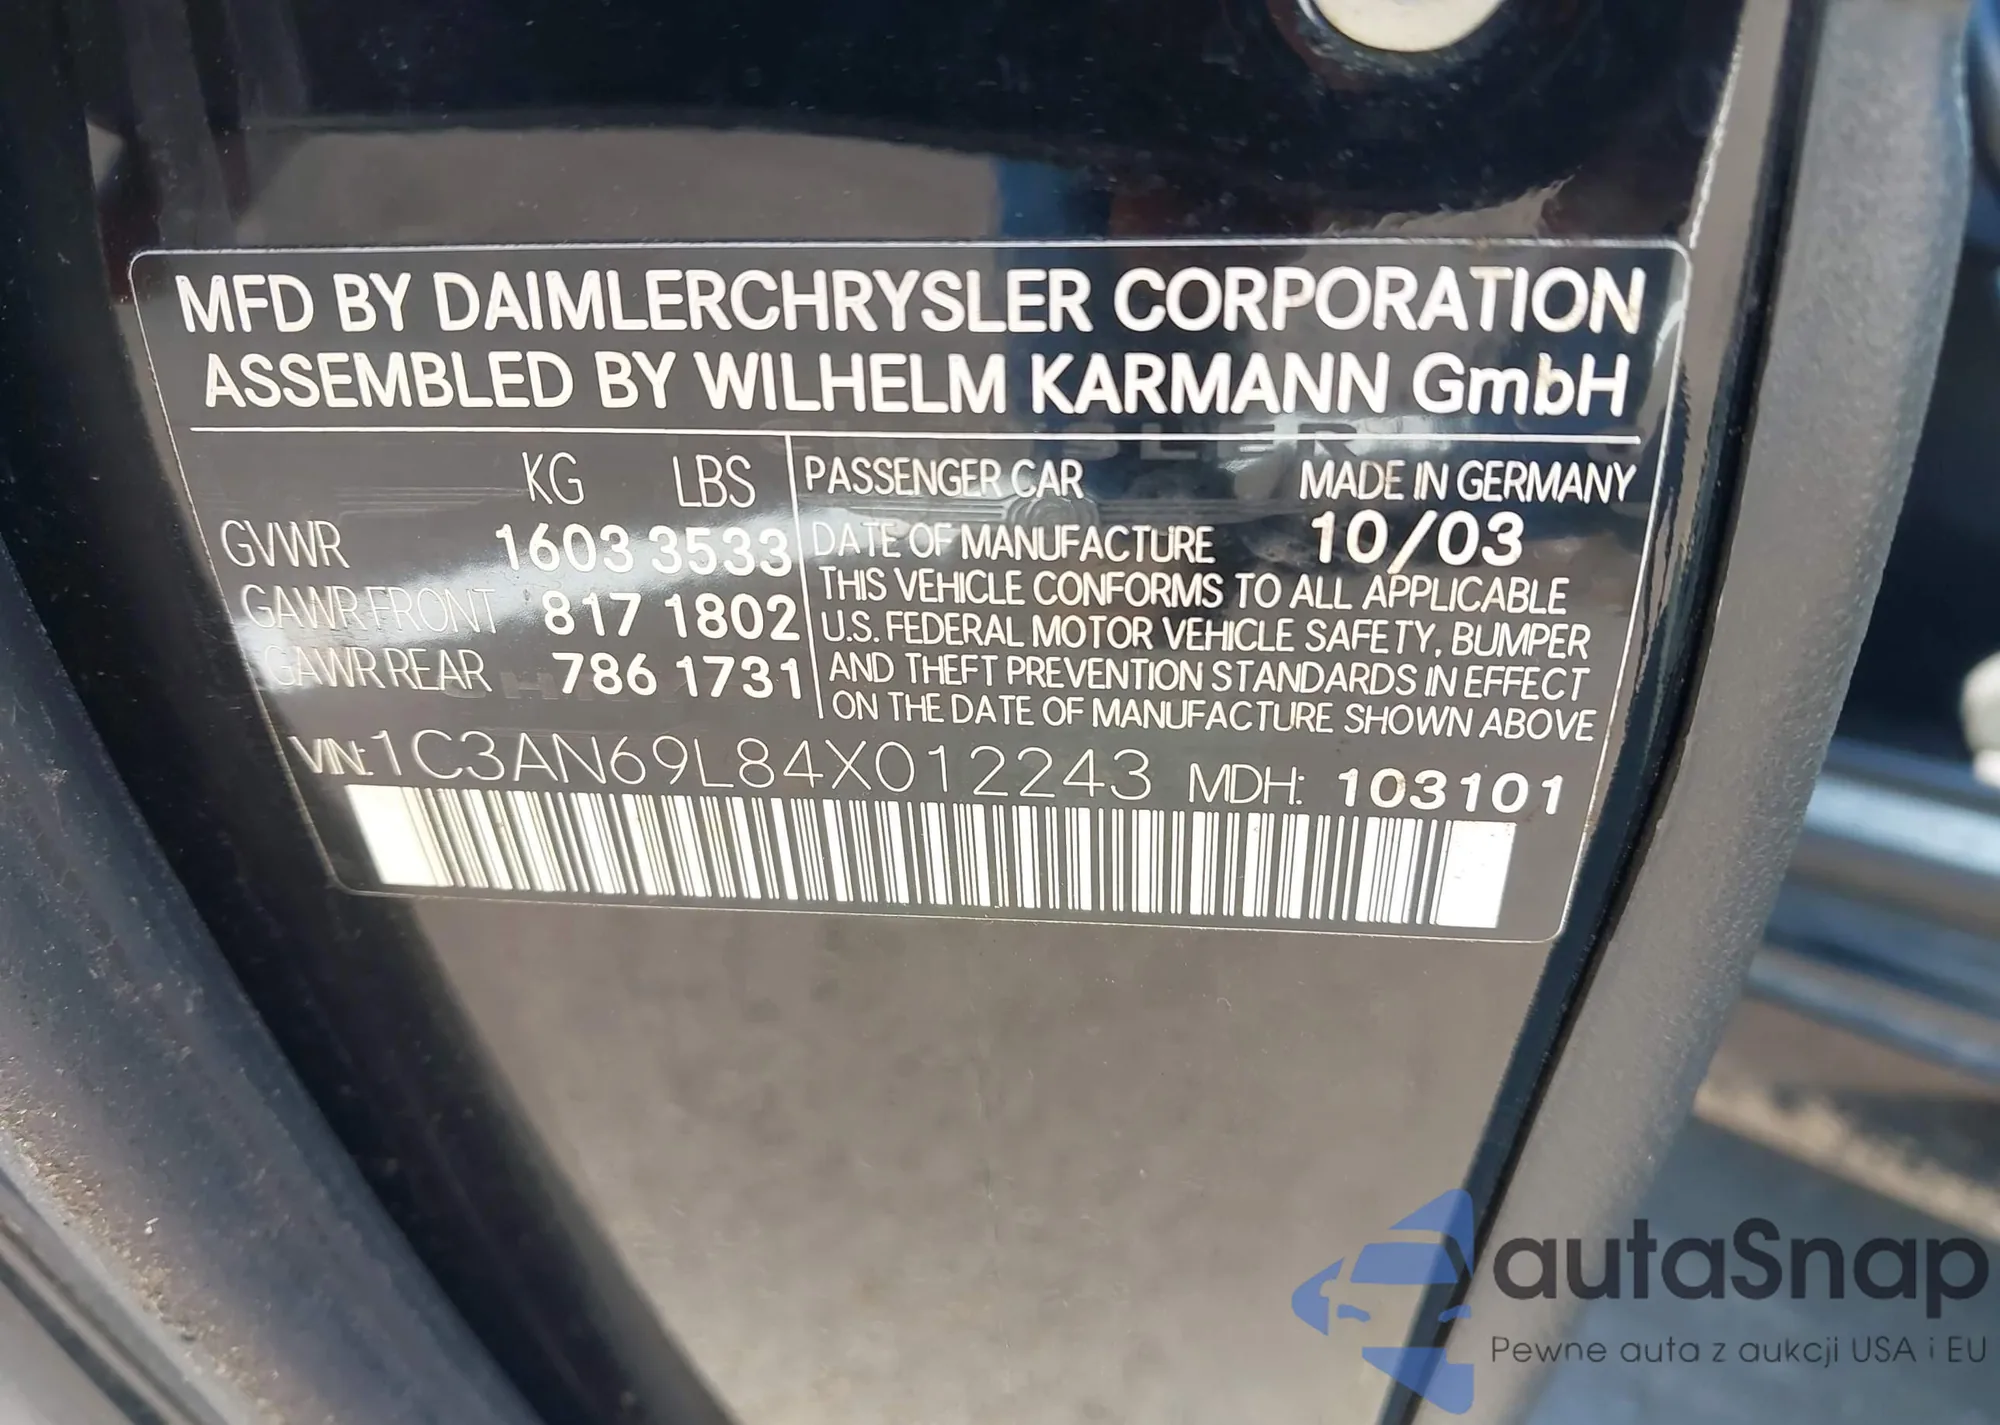 MFD BY DAIMLERCHRYSLER CORPORATION
ASSEMBLED BY WILHELM KARMANN GmbH
KG LBS
GVWR 1603 3533
GAWR FRONT 817 1802
GAWR REAR 786 1731
PASSENGER CAR MADE IN GERMANY
DATE OF MANUFACTURE 10/03
THIS VEHICLE CONFORMS TO ALL APPLICABLE
U.S. FEDERAL MOTOR VEHICLE SAFETY, BUMPER
AND THEFT PREVENTION STANDARDS IN EFFECT
ON THE DATE OF MANUFACTURE SHOWN ABOVE
VIN: 1C3AN69L84X012243 MDH: 103101
autaSnap
Pewne auta z aukcji USA i EU